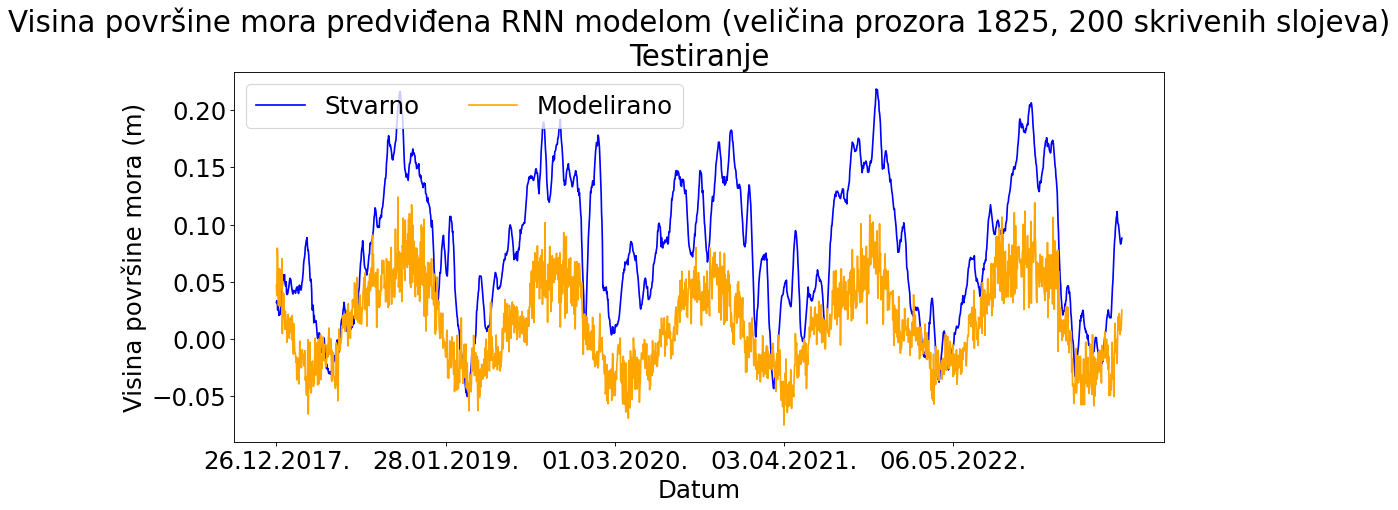 Visina površine mora predviđena RNN modelom (veličina prozora 1825, 200 skrivenih slojeva)
Testiranje
Stvarno Modelirano
Visina površine mora (m)
0.20
0.15
0.10
0.05
0.00
−0.05
26.12.2017. 28.01.2019. 01.03.2020. 03.04.2021. 06.05.2022.
Datum